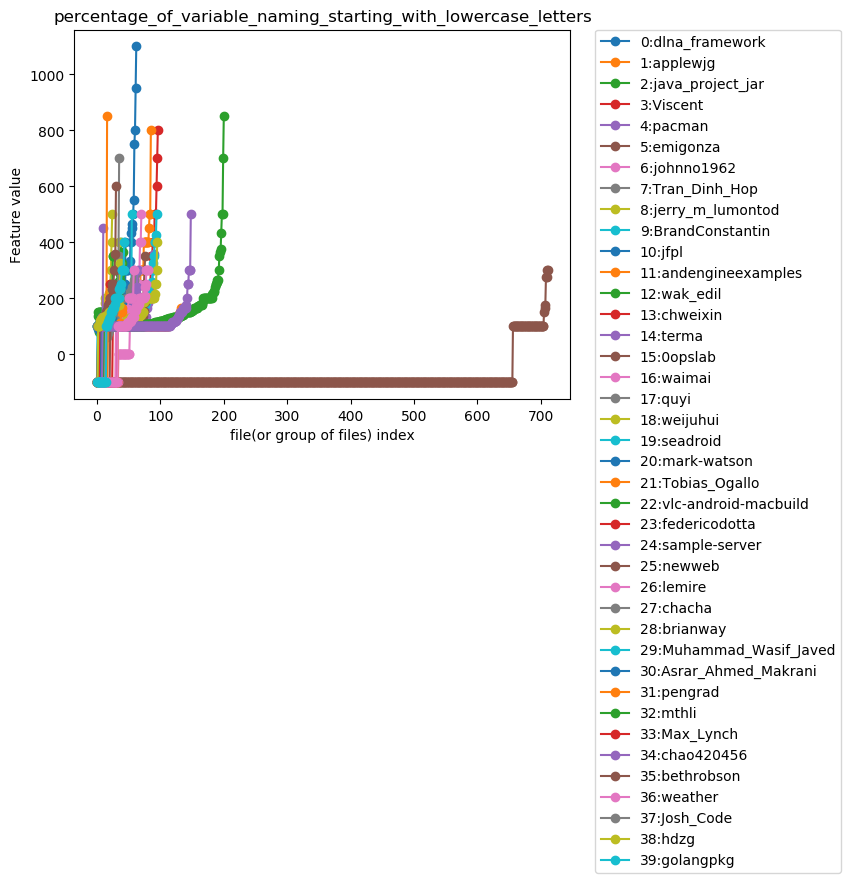 percentage_of_variable_naming_starting_with_lowercase_letters
Feature value
1000
800
600
400
200
0
0 100 200 300 400 500 600 700
file(or group of files) index
0:dlna_framework
1:applewjg
2:java_project_jar
3:Viscent
4:pacman
5:emigonza
6:johnno1962
7:Tran_Dinh_Hop
8:jerry_m_lumontod
9:BrandConstantin
10:jfpl
11:andengineexamples
12:wak_edil
13:chweixin
14:terma
15:0opslab
16:waimai
17:quyi
18:weijuhui
19:seadroid
20:mark-watson
21:Tobias_Ogallo
22:vlc-android-macbuild
23:federicodotta
24:sample-server
25:newweb
26:lemire
27:chacha
28:brianway
29:Muhammad_Wasif_Javed
30:Asrar_Ahmed_Makrani
31:pengrad
32:mthli
33:Max_Lynch
34:chao420456
35:bethrobson
36:weather
37:Josh_Code
38:hdzg
39:golangpkg